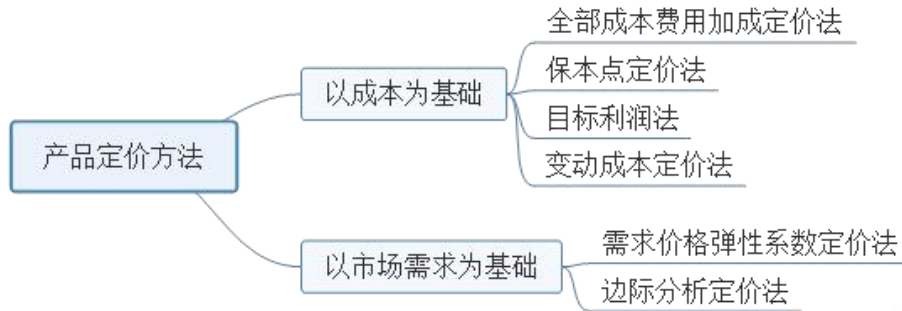 产品定价方法
以成本为基础
全部成本费用加成定价法
保本点定价法
目标利润法
变动成本定价法
以市场需求为基础
需求价格弹性系数定价法
边际分析定价法